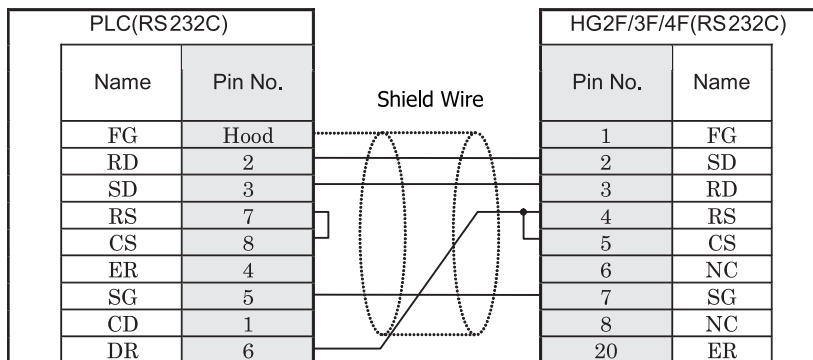 PLC(RS232C)
HG2F/3F/4F(RS232C)
Name Pin No.
Shield Wire
Pin No. Name
FG Hood 1 FG
RD 2 2 SD
SD 3 3 RD
RS 7 4 RS
CS 8 5 CS
ER 4 6 NC
SG 5 7 SG
CD 1 8 NC
DR 6 20 ER